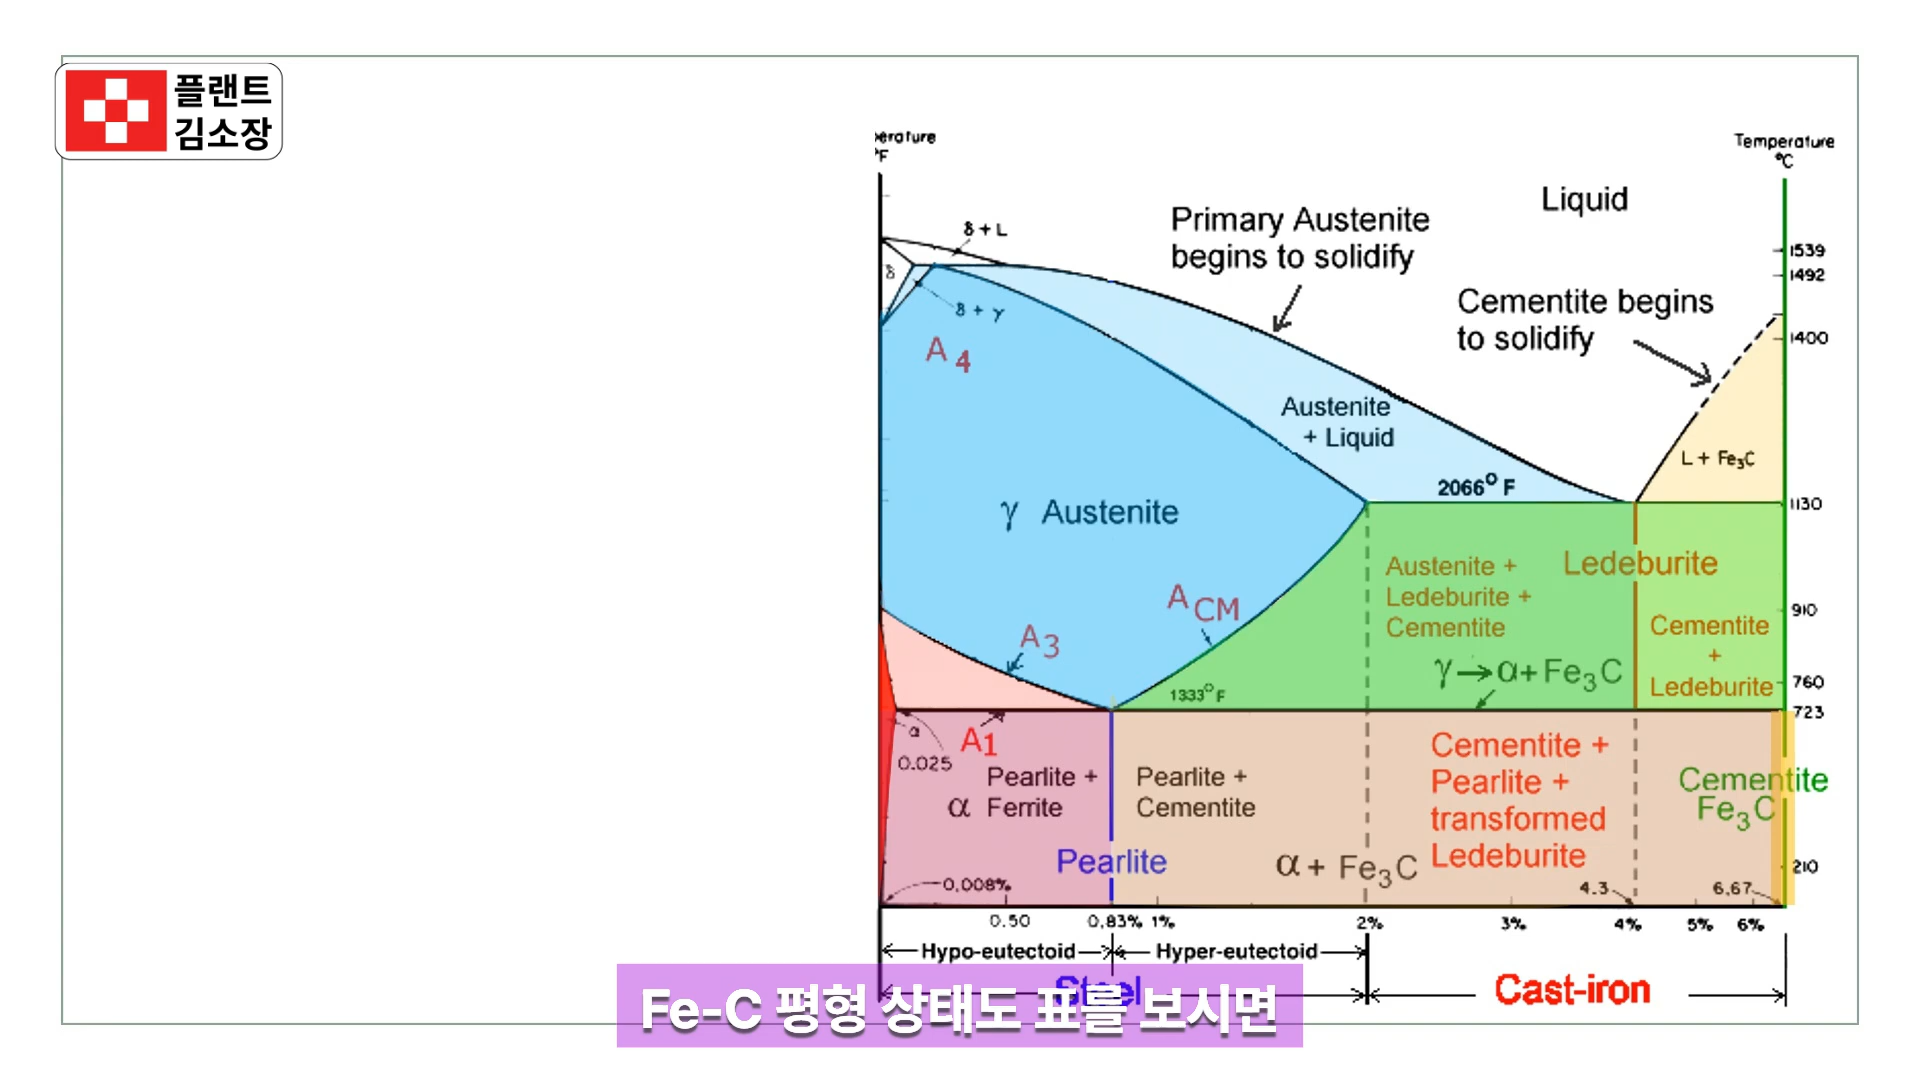 플랜트
김소장
perature
°F
Temperature
°C
Liquid
Primary Austenite
begins to solidify
δ + L
1539
δ
1492
Cementite begins
to solidify
δ + γ
A4
1400
Austenite
+ Liquid
L + Fe3C
2066° F
1130
γ Austenite
Austenite +
Ledeburite +
Cementite
Ledeburite
ACM
910
Cementite
+
Ledeburite
A3
γ→α+Fe3C
1333° F
760
723
α
A1
0.025
Pearlite +
α Ferrite
Pearlite +
Cementite
Cementite +
Pearlite +
transformed
Ledeburite
Cementite
Fe3C
Pearlite
α + Fe3C
210
0,008%
4.3
6,67
0.50
0,83%
1%
2%
3%
4%
5%
6%
Hypo-eutectoid
Hyper-eutectoid
Steel
Cast-iron
Fe-C 평형 상태도 표를 보시면